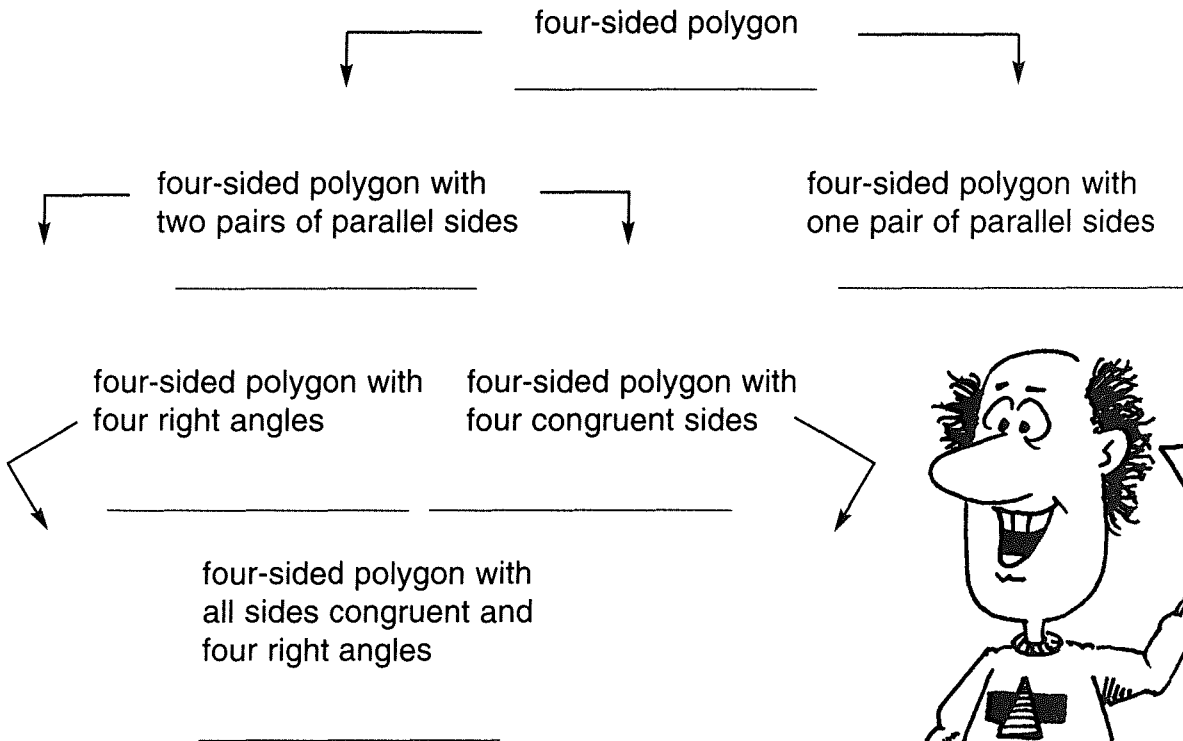 four-sided polygon
four-sided polygon with
two pairs of parallel sides
four-sided polygon with
one pair of parallel sides
four-sided polygon with
four right angles
four-sided polygon with
four congruent sides
four-sided polygon with
all sides congruent and
four right angles